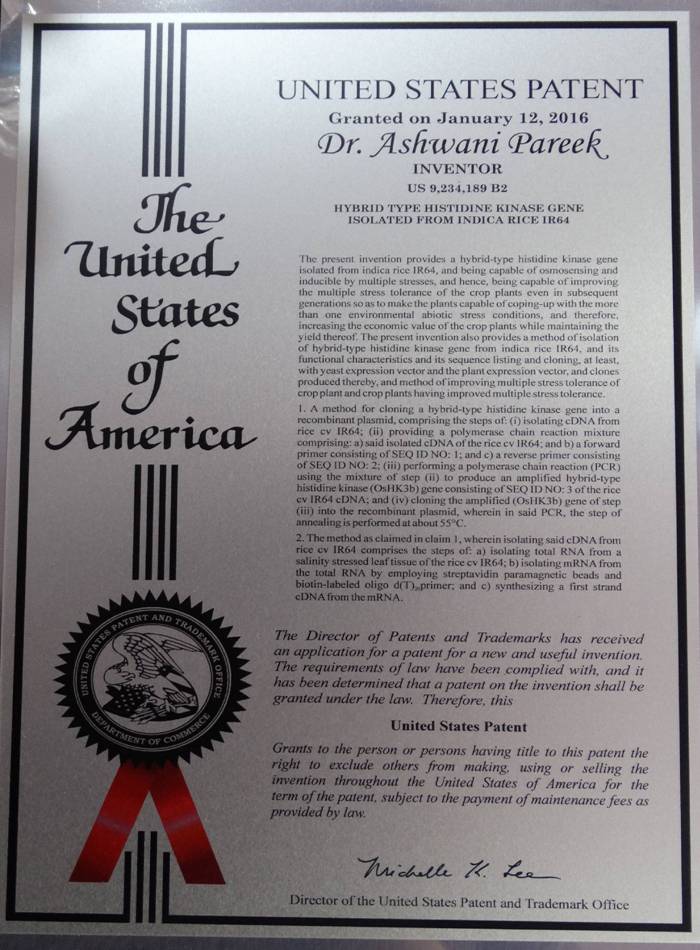 The
United
States
of
America
UNITED STATES PATENT AND TRADEMARK OFFICE
DEPARTMENT OF COMMERCE
UNITED STATES PATENT
Granted on January 12, 2016
Dr. Ashwani Pareek
INVENTOR
US 9,234,189 B2
HYBRID TYPE HISTIDINE KINASE GENE
ISOLATED FROM INDICA RICE IR64
The present invention provides a hybrid-type histidine kinase gene
isolated from indica rice IR64, and being capable of osmosensing and
inducible by multiple stresses, and hence, being capable of improving
the multiple stress tolerance of the crop plants even in subsequent
generations so as to make the plants capable of coping-up with the more
than one environmental abiotic stress conditions, and therefore,
increasing the economic value of the crop plants while maintaining the
yield thereof. The present invention also provides a method of isolation
of hybrid-type histidine kinase gene from indica rice IR64, and its
functional characteristics and its sequence listing and cloning, at least,
with yeast expression vector and the plant expression vector, and clones
produced thereby, and method of improving multiple stress tolerance of
crop plant and crop plants having improved multiple stress tolerance.
1. A method for cloning a hybrid-type histidine kinase gene into a
recombinant plasmid, comprising the steps of: (i) isolating cDNA from
rice cv IR64; (ii) providing a polymerase chain reaction mixture
comprising: a) said isolated cDNA of the rice cv IR64; and b) a forward
primer consisting of SEQ ID NO: 1; and c) a reverse primer consisting
of SEQ ID NO: 2; (iii) performing a polymerase chain reaction (PCR)
using the mixture of step (ii) to produce an amplified hybrid-type
histidine kinase (OsHK3b) gene consisting of SEQ ID NO: 3 of the rice
cv IR64 cDNA; and (iv) cloning the amplified (OsHK3b) gene of step
(iii) into the recombinant plasmid, wherein in said PCR, the step of
annealing is performed at about 55°C.
2. The method as claimed in claim 1, wherein isolating said cDNA from
rice cv IR64 comprises the steps of: a) isolating total RNA from a
salinity stressed leaf tissue of the rice cv IR64; b) isolating mRNA from
the total RNA by employing streptavidin paramagnetic beads and
biotin-labeled oligo d(T) primer; and c) synthesizing a first strand
cDNA from the mRNA.
The Director of Patents and Trademarks has received
an application for a patent for a new and useful invention.
The requirements of law have been complied with, and it
has been determined that a patent on the invention shall be
granted under the law. Therefore, this
United States Patent
Grants to the person or persons having title to this patent the
right to exclude others from making, using or selling the
invention throughout the United States of America for the
term of the patent, subject to the payment of maintenance fees as
provided by law.
Michelle K. Lee
Director of the United States Patent and Trademark Office